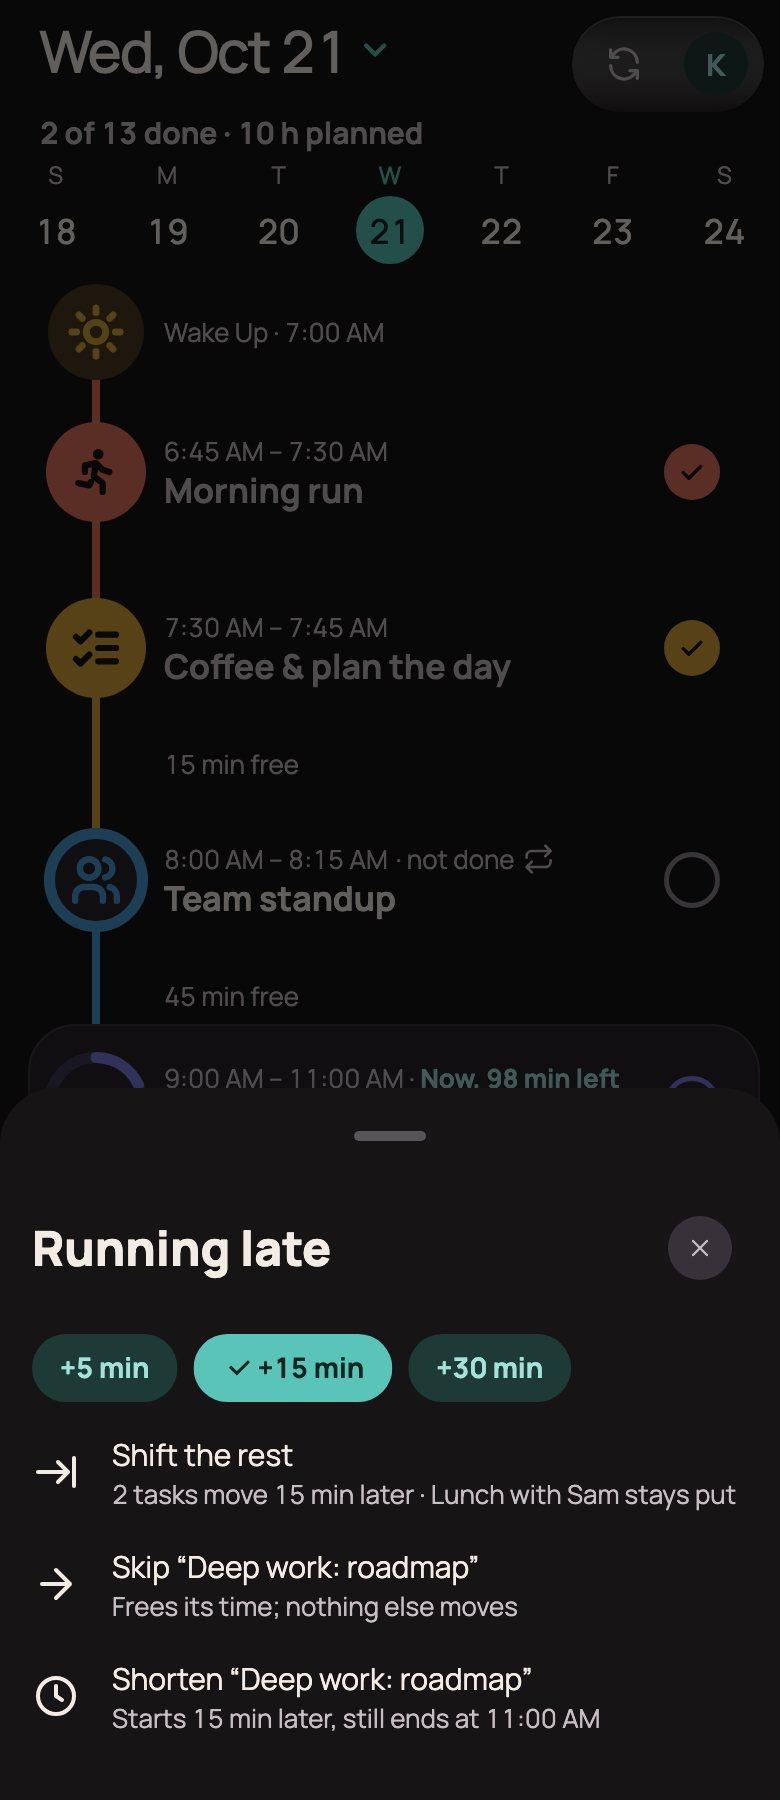 Wed, Oct 21
K
2 of 13 done · 10 h planned
S M T W T F S
18 19 20 21 22 23 24
Wake Up · 7:00 AM
6:45 AM – 7:30 AM
Morning run
7:30 AM – 7:45 AM
Coffee & plan the day
15 min free
8:00 AM – 8:15 AM · not done
Team standup
45 min free
9:00 AM – 11:00 AM · Now, 98 min left
Running late
+5 min
+15 min
+30 min
Shift the rest
2 tasks move 15 min later · Lunch with Sam stays put
Skip “Deep work: roadmap”
Frees its time; nothing else moves
Shorten “Deep work: roadmap”
Starts 15 min later, still ends at 11:00 AM